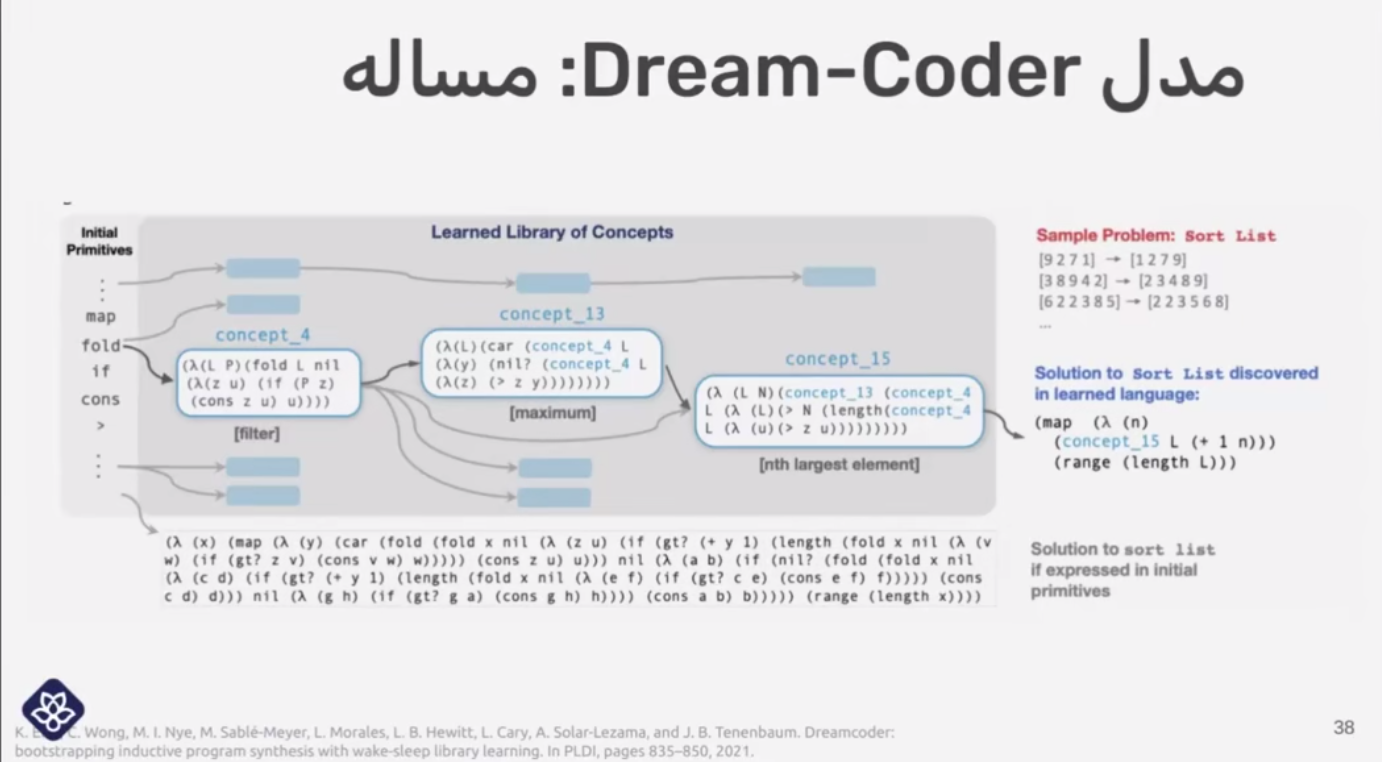 مدل Dream-Coder: مساله
Initial
Primitives
map
fold
if
cons
>
Learned Library of Concepts
concept_4
(λ(L P)(fold L nil
(λ(z u) (if (P z)
(cons z u) u))))
[filter]
concept_13
(λ(L)(car (concept_4 L
(λ(y) (nil? (concept_4 L
(λ(z) (> z y))))))))
[maximum]
concept_15
(λ (L N)(concept_13 (concept_4
L (λ (L)(> N (length(concept_4
L (λ (u)(> z u)))))))))
[nth largest element]
Sample Problem: Sort List
[9 2 7 1] → [1 2 7 9]
[3 8 9 4 2] → [2 3 4 8 9]
[6 2 2 3 8 5] → [2 2 3 5 6 8]
...
Solution to Sort List discovered
in learned language:
(map (λ (n)
(concept_15 L (+ 1 n)))
(range (length L)))
(λ (x) (map (λ (y) (car (fold (fold x nil (λ (z u) (if (gt? (+ y 1) (length (fold x nil (λ (v
w) (if (gt? z v) (cons v w) w))))) (cons z u) u))) nil (λ (a b) (if (nil? (fold (fold x nil
(λ (c d) (if (gt? (+ y 1) (length (fold x nil (λ (e f) (if (gt? c e) (cons e f) f))))) (cons
c d) d))) nil (λ (g h) (if (gt? g a) (cons g h) h)))) (cons a b) b))))) (range (length x))))
Solution to sort list
if expressed in initial
primitives
K. C. Wong, M. I. Nye, M. Sablé-Meyer, L. Morales, L. B. Hewitt, L. Cary, A. Solar-Lezama, and J. B. Tenenbaum. Dreamcoder:
bootstrapping inductive program synthesis with wake-sleep library learning. In PLDI, pages 835–850, 2021.
38